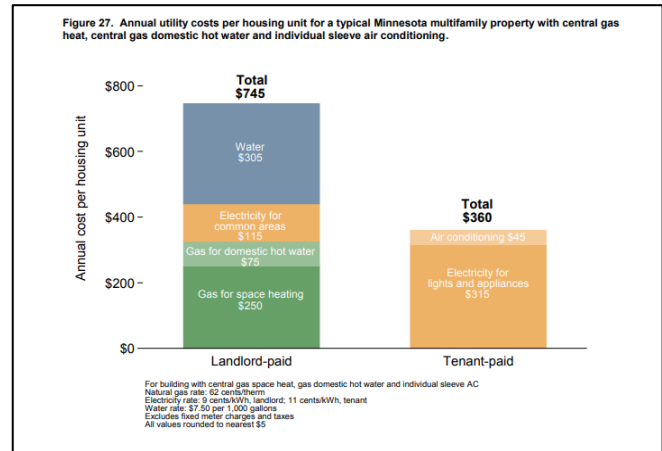 Figure 27. Annual utility costs per housing unit for a typical Minnesota multifamily property with central gas
heat, central gas domestic hot water and individual sleeve air conditioning.
Total
$745
$800
Water
$305
$600
Annual cost per housing unit
Total
$360
$400
Electricity for
common areas
$115
Air conditioning $45
Gas for domestic hot water
$75
Electricity for
lights and appliances
$315
$200
Gas for space heating
$250
$0
Landlord-paid
Tenant-paid
For building with central gas space heat, gas domestic hot water and individual sleeve AC
Natural gas rate: 62 cents/therm
Electricity rate: 9 cents/kWh, landlord; 11 cents/kWh, tenant
Water rate: $7.50 per 1,000 gallons
Excludes fixed meter charges and taxes
All values rounded to nearest $5